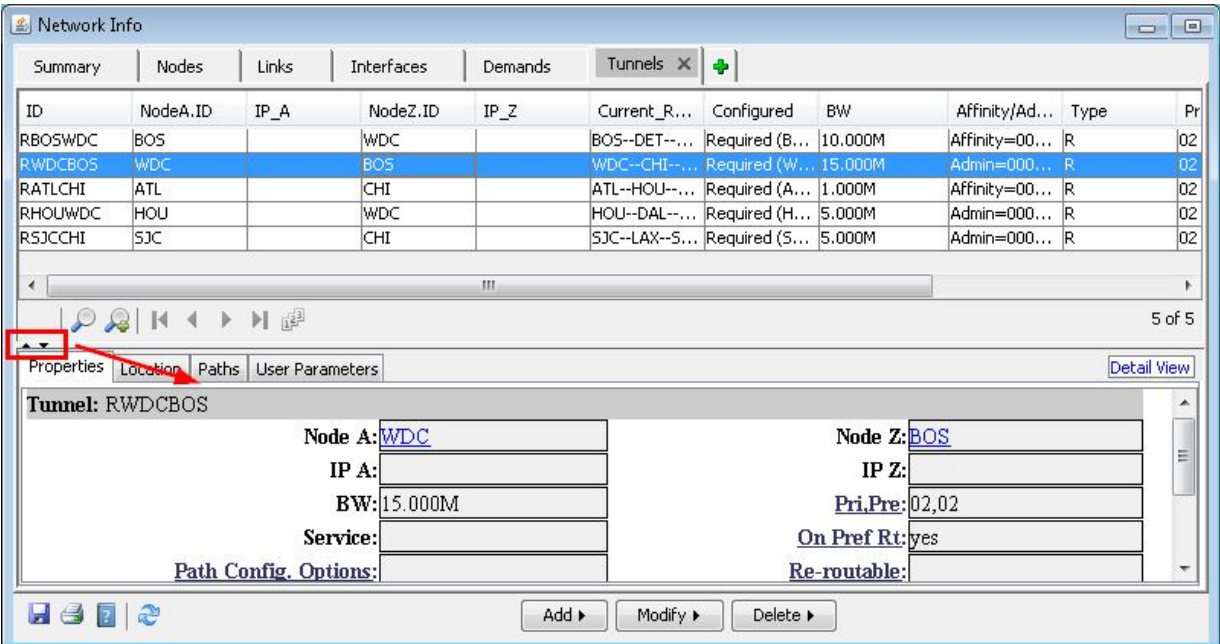 Network Info
Summary Nodes Links Interfaces Demands Tunnels
ID NodeA.ID IP_A NodeZ.ID IP_Z Current_R... Configured BW Affinity/Ad... Type Pr
RBOSWDC BOS WDC BOS--DET--... Required (B... 10.000M Affinity=00... R 02
RWDCBOS WDC BOS WDC--CHI--... Required (W... 15.000M Admin=000... R 02
RATLCHI ATL CHI ATL--HOU--... Required (A... 1.000M Affinity=00... R 02
RHOUWDC HOU WDC HOU--DAL--... Required (H... 5.000M Admin=000... R 02
RSJCCHI SJC CHI SJC--LAX--S... Required (S... 5.000M Admin=000... R 02
5 of 5
Properties Location Paths User Parameters Detail View
Tunnel: RWDCBOS
Node A: WDC Node Z: BOS
IP A: IP Z:
BW: 15.000M Pri,Pre: 02,02
Service: On Pref Rt: yes
Path Config. Options: Re-routable:
Add Modify Delete